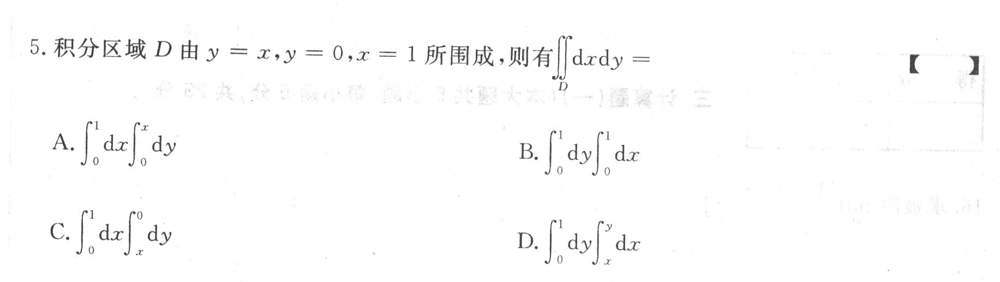 5. 积分区域 D 由 y = x, y = 0, x = 1 所围成,则有∬_D dxdy = 【 】
A. ∫_0^1 dx ∫_0^x dy
B. ∫_0^1 dy ∫_0^1 dx
C. ∫_0^1 dx ∫_x^0 dy
D. ∫_0^1 dy ∫_x^y dx